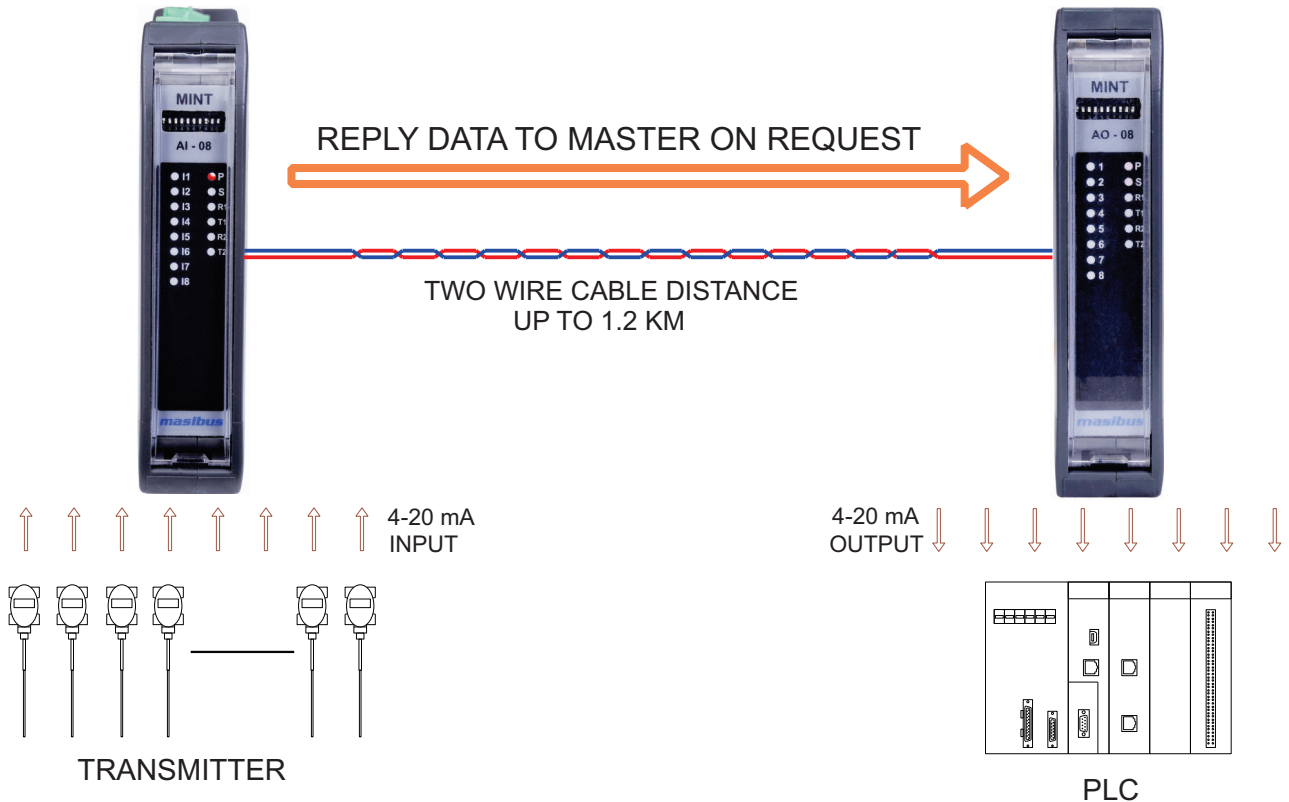 MINT
AI - 08
I1 P
I2 S
I3 R1
I4 T1
I5 R2
I6 T2
I7
I8
masibus
REPLY DATA TO MASTER ON REQUEST
TWO WIRE CABLE DISTANCE
UP TO 1.2 KM
MINT
AO - 08
1 P
2 S
3 R1
4 T1
5 R2
6 T2
7
8
masibus
4-20 mA
INPUT
4-20 mA
OUTPUT
TRANSMITTER
PLC